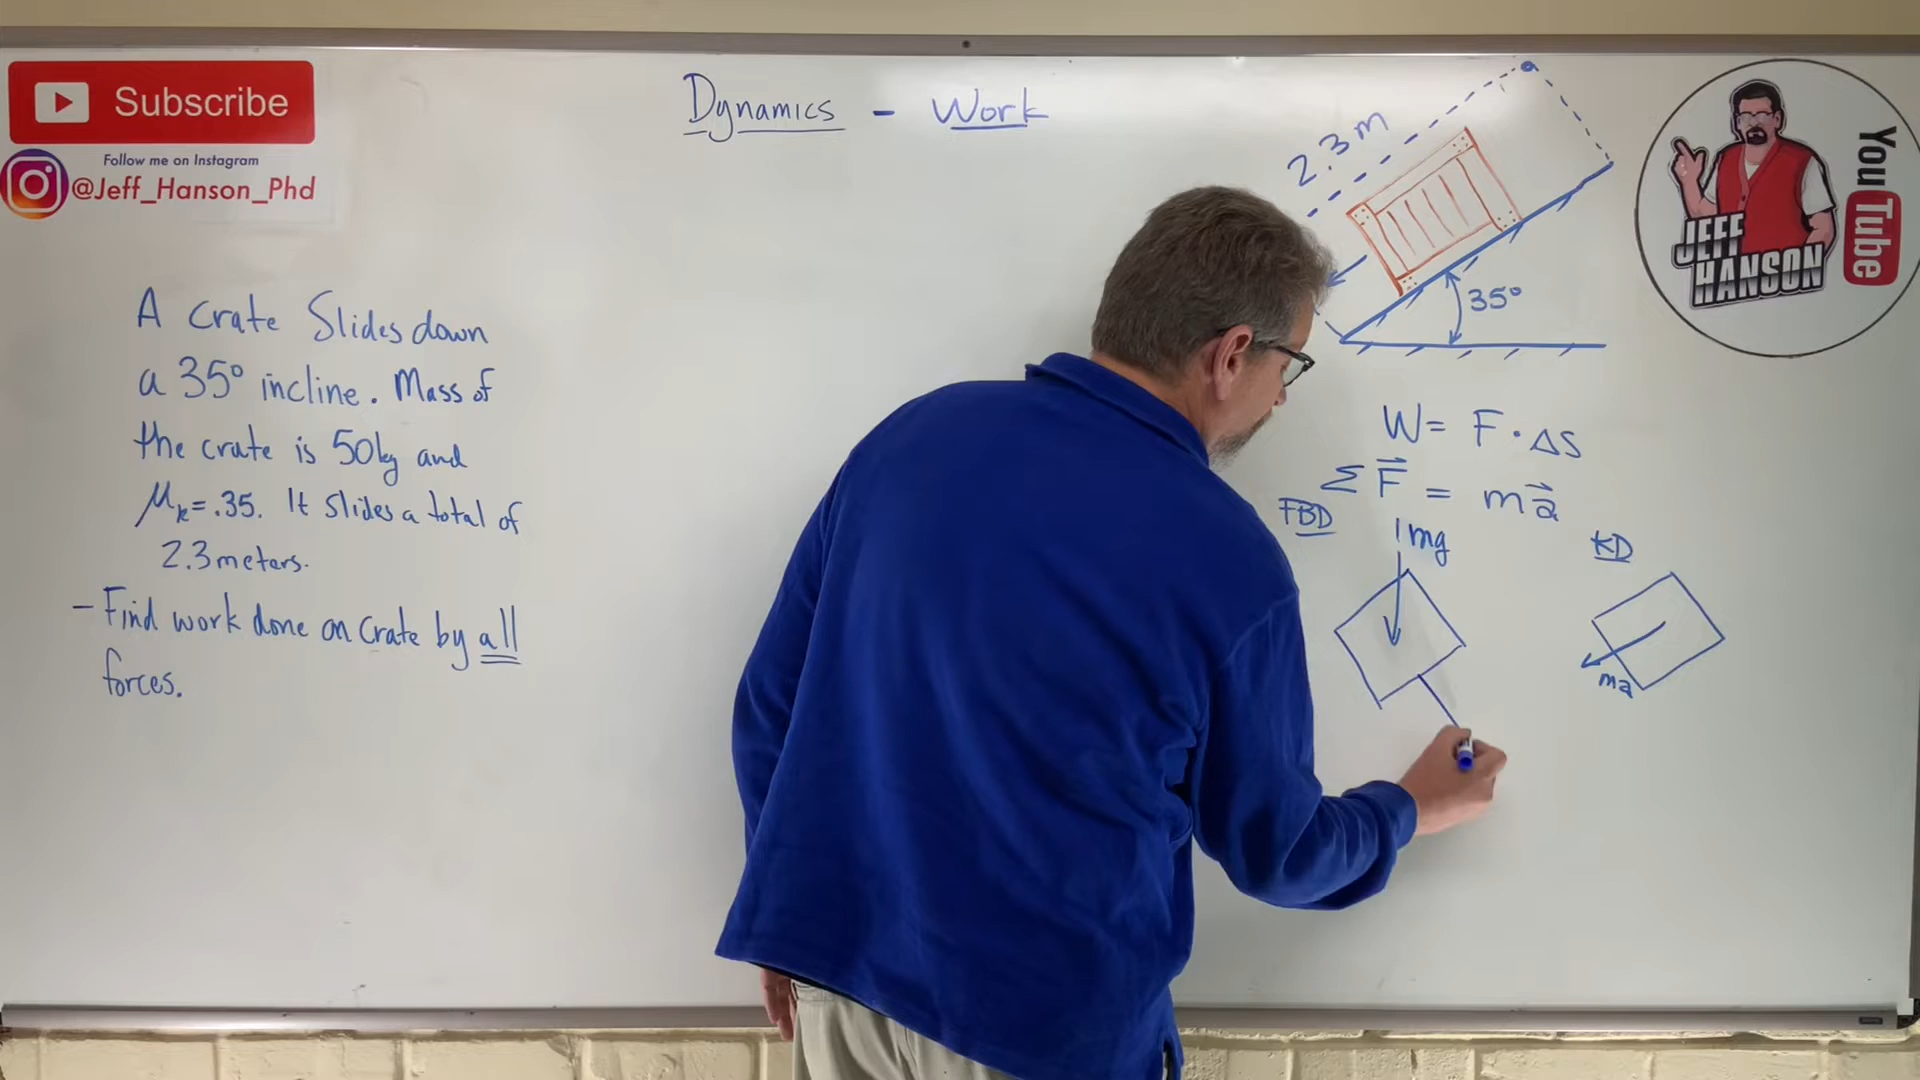 Subscribe
Follow me on Instagram
@Jeff_Hanson_Phd
Dynamics - Work
2.3 m
35°
JEFF
HANSON
YouTube
A crate Slides down
a 35° incline. Mass of
the crate is 50kg and
μk=.35. It slides a total of
2.3 meters.
- Find work done on crate by all
forces.
W= F · ΔS
ΣF⃗ = ma⃗
FBD
mg
KD
ma